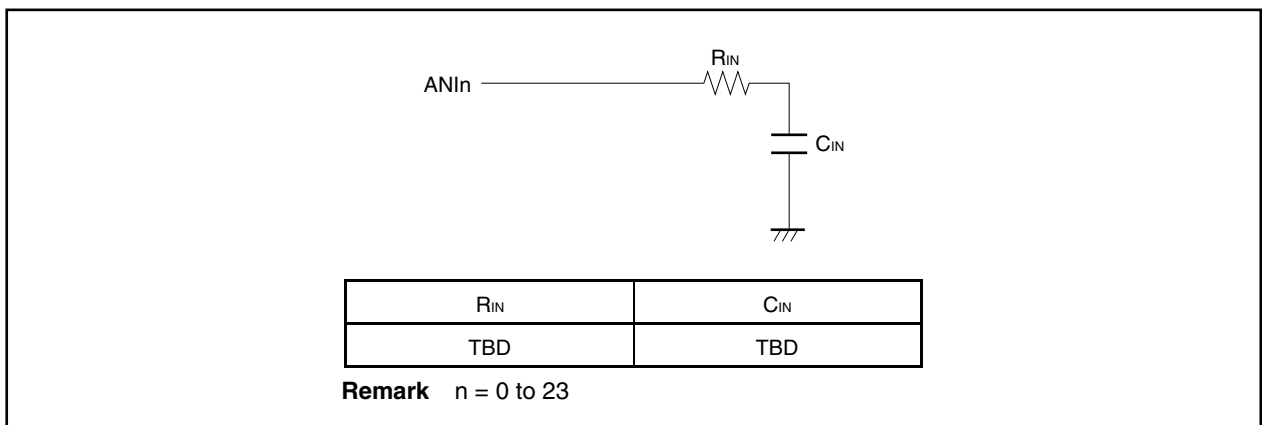 RIN
ANIn
CIN
RIN CIN
TBD TBD
Remark n = 0 to 23